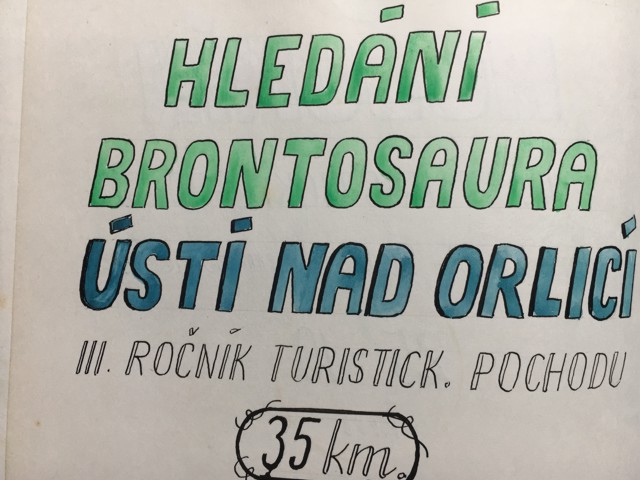 HLEDÁNÍ
BRONTOSAURA
ÚSTÍ NAD ORLICÍ
III. ROČNÍK TURISTICK. POCHODU
35 km.